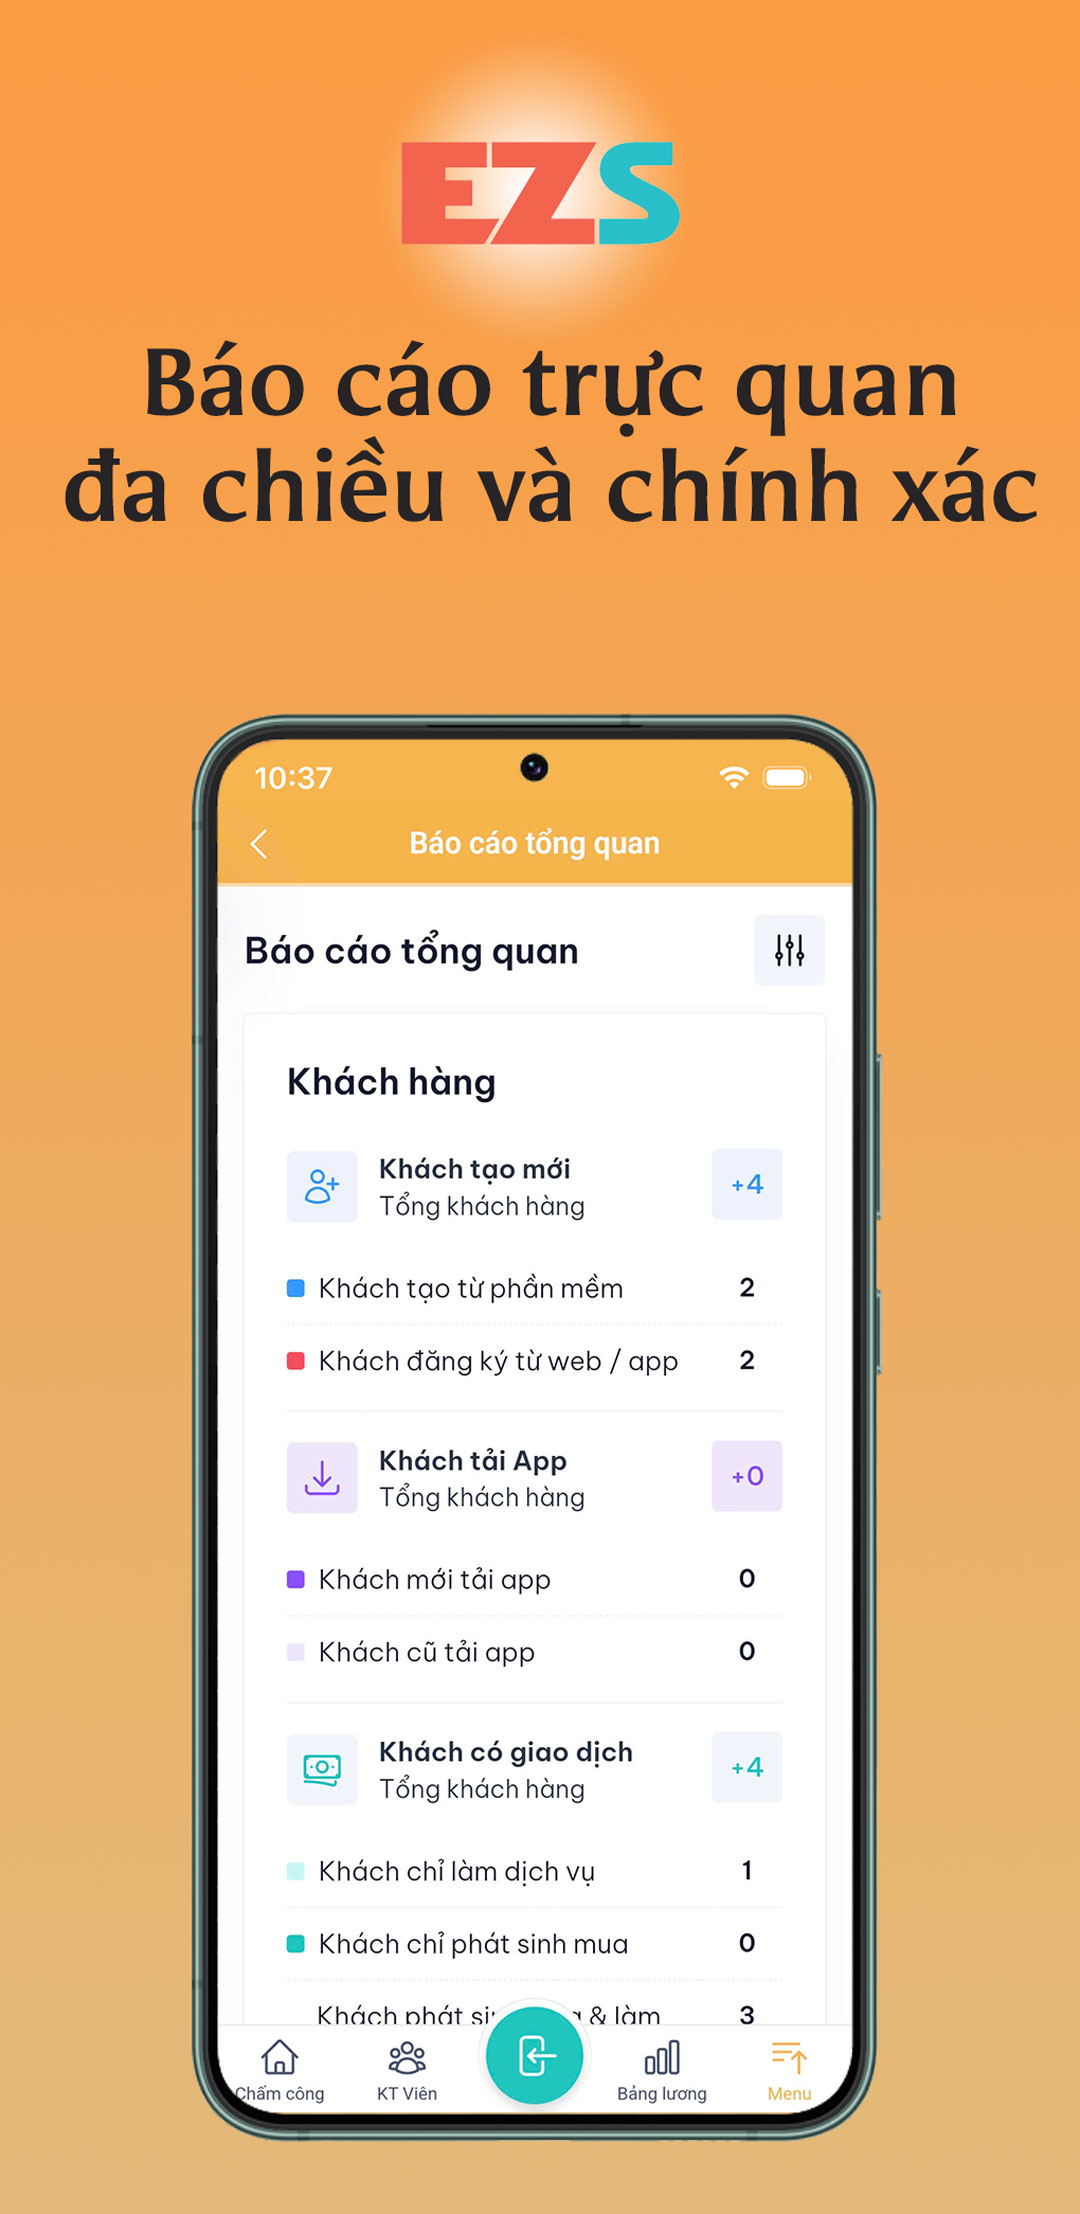 EZS
Báo cáo trực quan
đa chiều và chính xác
10:37
Báo cáo tổng quan
Báo cáo tổng quan
Khách hàng
Khách tạo mới
Tổng khách hàng
+4
Khách tạo từ phần mềm 2
Khách đăng ký từ web / app 2
Khách tải App
Tổng khách hàng
+0
Khách mới tải app 0
Khách cũ tải app 0
Khách có giao dịch
Tổng khách hàng
+4
Khách chỉ làm dịch vụ 1
Khách chỉ phát sinh mua 0
Khách phát & làm 3
Chấm công KT Viên Bảng lương Menu